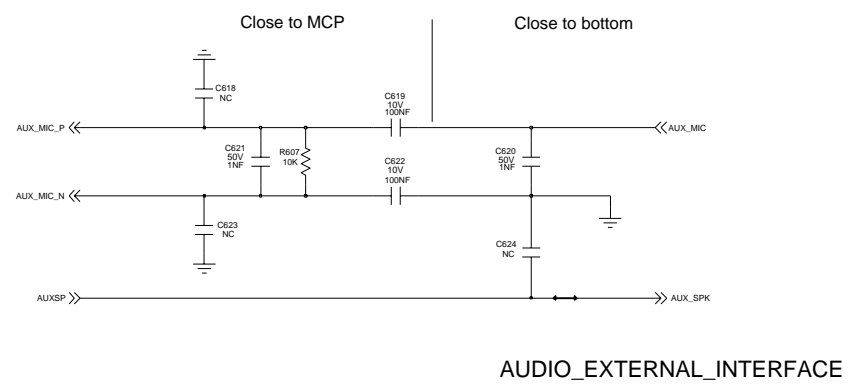 Close to MCP
Close to bottom
C618
NC
C619
10V
100NF
AUX_MIC_P
AUX_MIC
C621
50V
1NF
R607
10K
C622
10V
100NF
C620
50V
1NF
AUX_MIC_N
C623
NC
C624
NC
AUXSP
AUX_SPK
AUDIO_EXTERNAL_INTERFACE